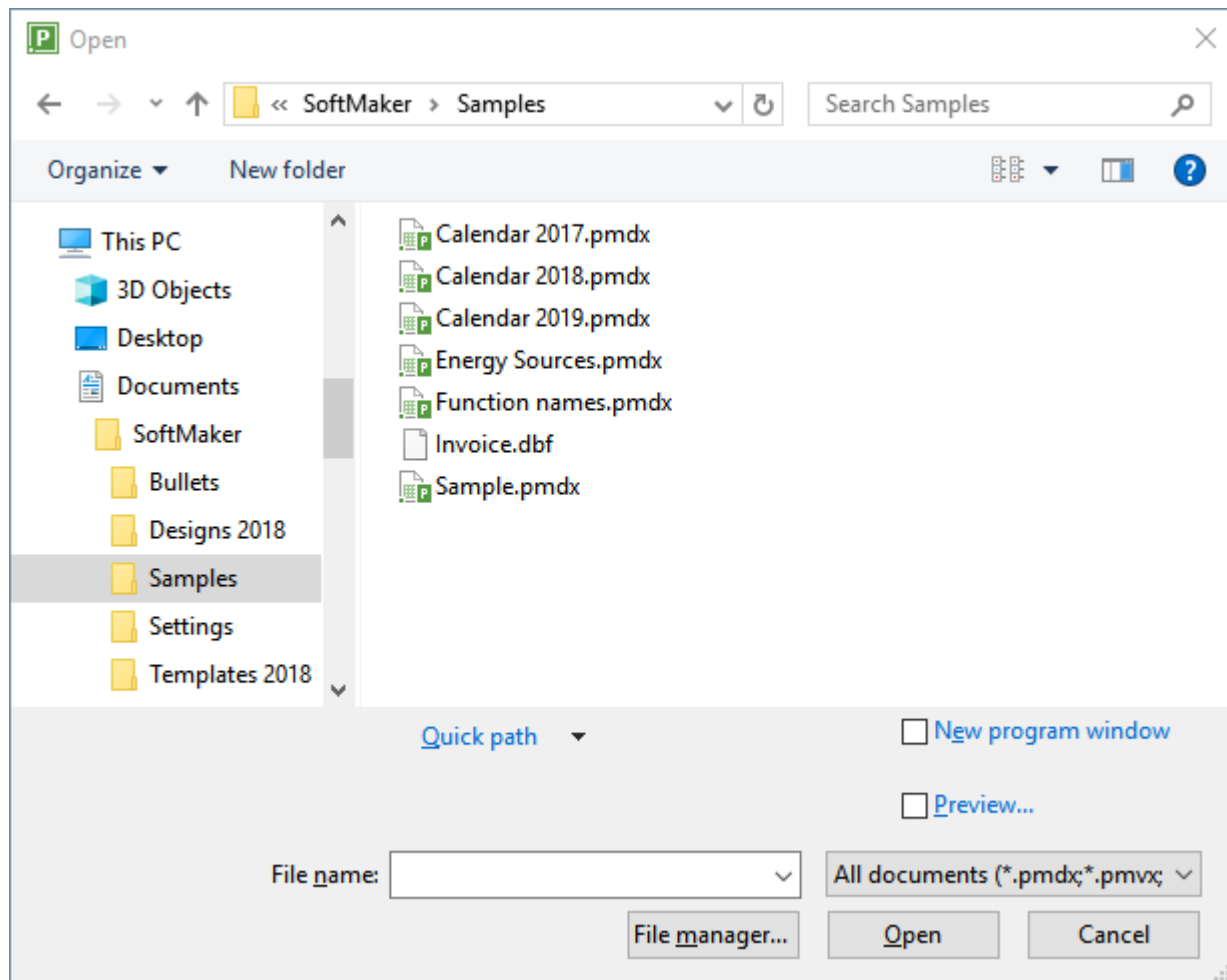 Open
« SoftMaker > Samples
Search Samples
Organize
New folder
?
This PC
3D Objects
Desktop
Documents
SoftMaker
Bullets
Designs 2018
Samples
Settings
Templates 2018
Calendar 2017.pmdx
Calendar 2018.pmdx
Calendar 2019.pmdx
Energy Sources.pmdx
Function names.pmdx
Invoice.dbf
Sample.pmdx
Quick path
New program window
Preview...
File name:
All documents (*.pmdx;*.pmvx;
File manager...
Open
Cancel